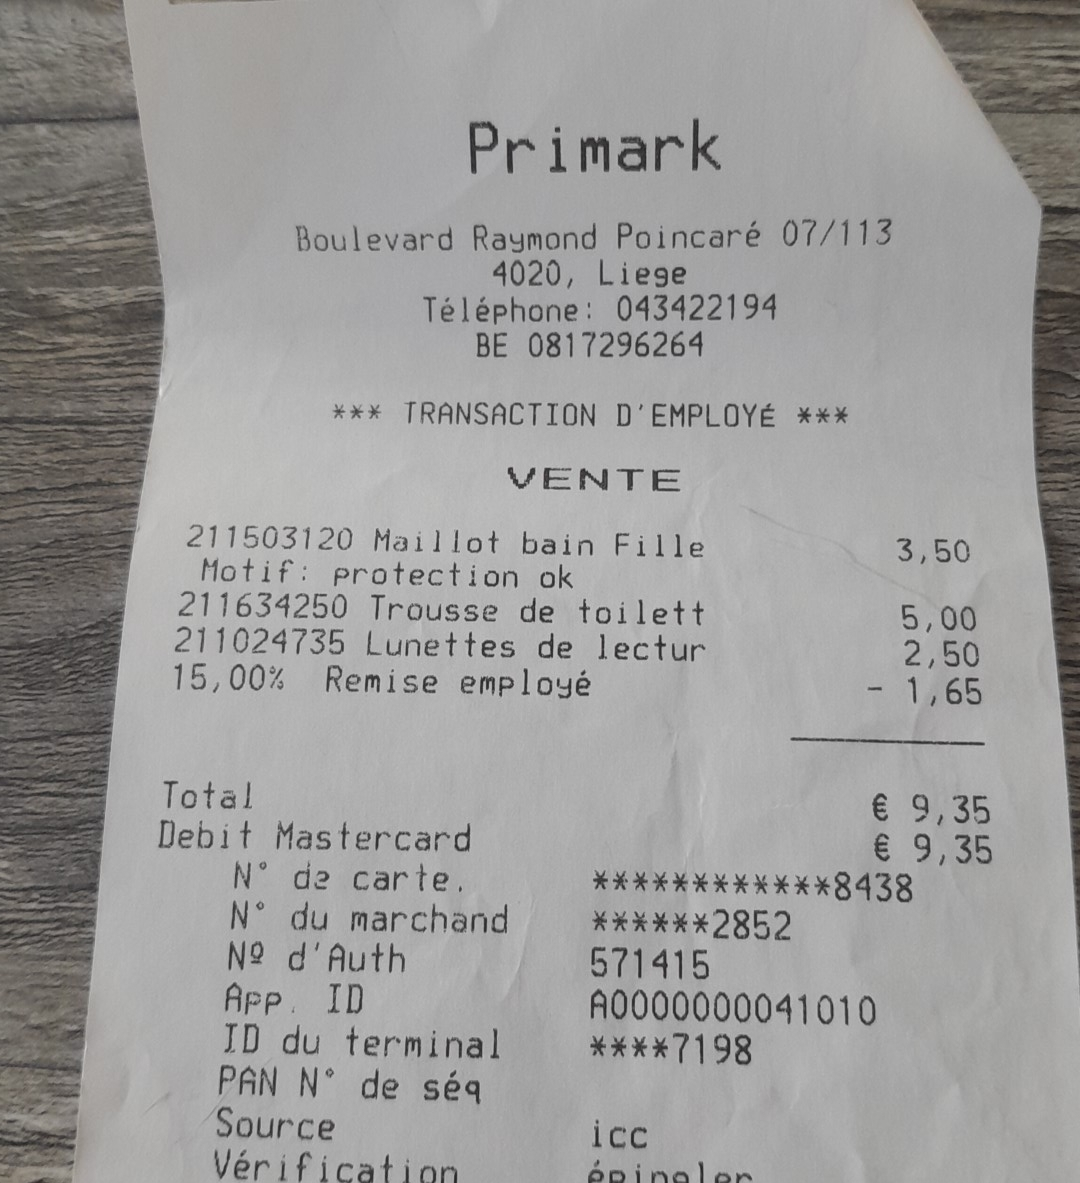 Primark
Boulevard Raymond Poincaré 07/113
4020, Liege
Téléphone: 043422194
BE 0817296264
*** TRANSACTION D'EMPLOYÉ ***
VENTE
211503120 Maillot bain Fille 3,50
Motif: protection ok
211634250 Trousse de toilett 5,00
211024735 Lunettes de lectur 2,50
15,00% Remise employé - 1,65
Total € 9,35
Debit Mastercard € 9,35
N° de carte. ************8438
N° du marchand ******2852
Nº d'Auth 571415
App. ID A0000000041010
ID du terminal ****7198
PAN N° de séq
Source icc
Vérification épingler